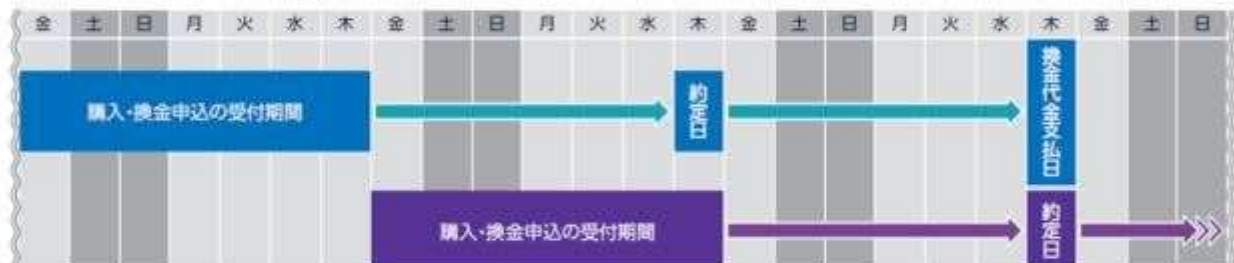 金 土 日 月 火 水 木 金 土 日 月 火 水 木 金 土 日 月 火 水 木 金 土 日
購入・換金申込の受付期間
約定日
換金代金支払日
購入・換金申込の受付期間
約定日